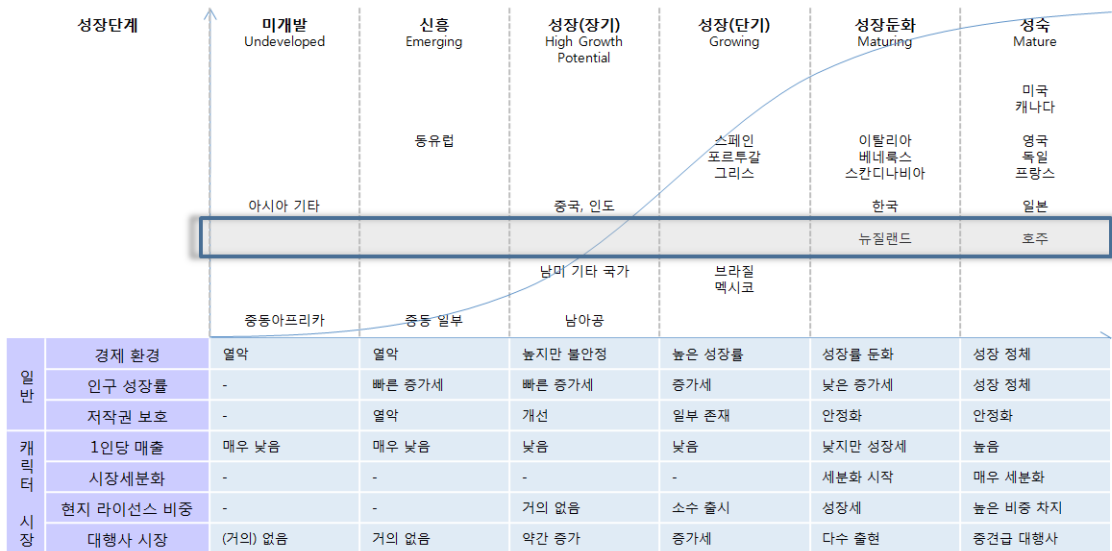 성장단계 미개발 신흥 성장(장기) 성장(단기) 성장둔화 성숙
Undeveloped Emerging High Growth Growing Maturing Mature
Potential
미국
캐나다
동유럽 스페인 이탈리아 영국
포르투갈 베네룩스 독일
그리스 스칸디나비아 프랑스
아시아 기타 중국, 인도 한국 일본
뉴질랜드 호주
남미 기타 국가 브라질
멕시코
중동아프리카 중동 일부 남아공
일반
경제 환경 열악 열악 높지만 불안정 높은 성장률 성장률 둔화 성장 정체
인구 성장률 - 빠른 증가세 빠른 증가세 증가세 낮은 증가세 성장 정체
저작권 보호 - 열악 개선 일부 존재 안정화 안정화
캐릭터 시장
1인당 매출 매우 낮음 매우 낮음 낮음 낮음 낮지만 성장세 높음
시장세분화 - - - - 세분화 시작 매우 세분화
현지 라이선스 비중 - - 거의 없음 소수 출시 성장세 높은 비중 차지
대행사 시장 (거의) 없음 거의 없음 약간 증가 증가세 다수 출현 중견급 대행사